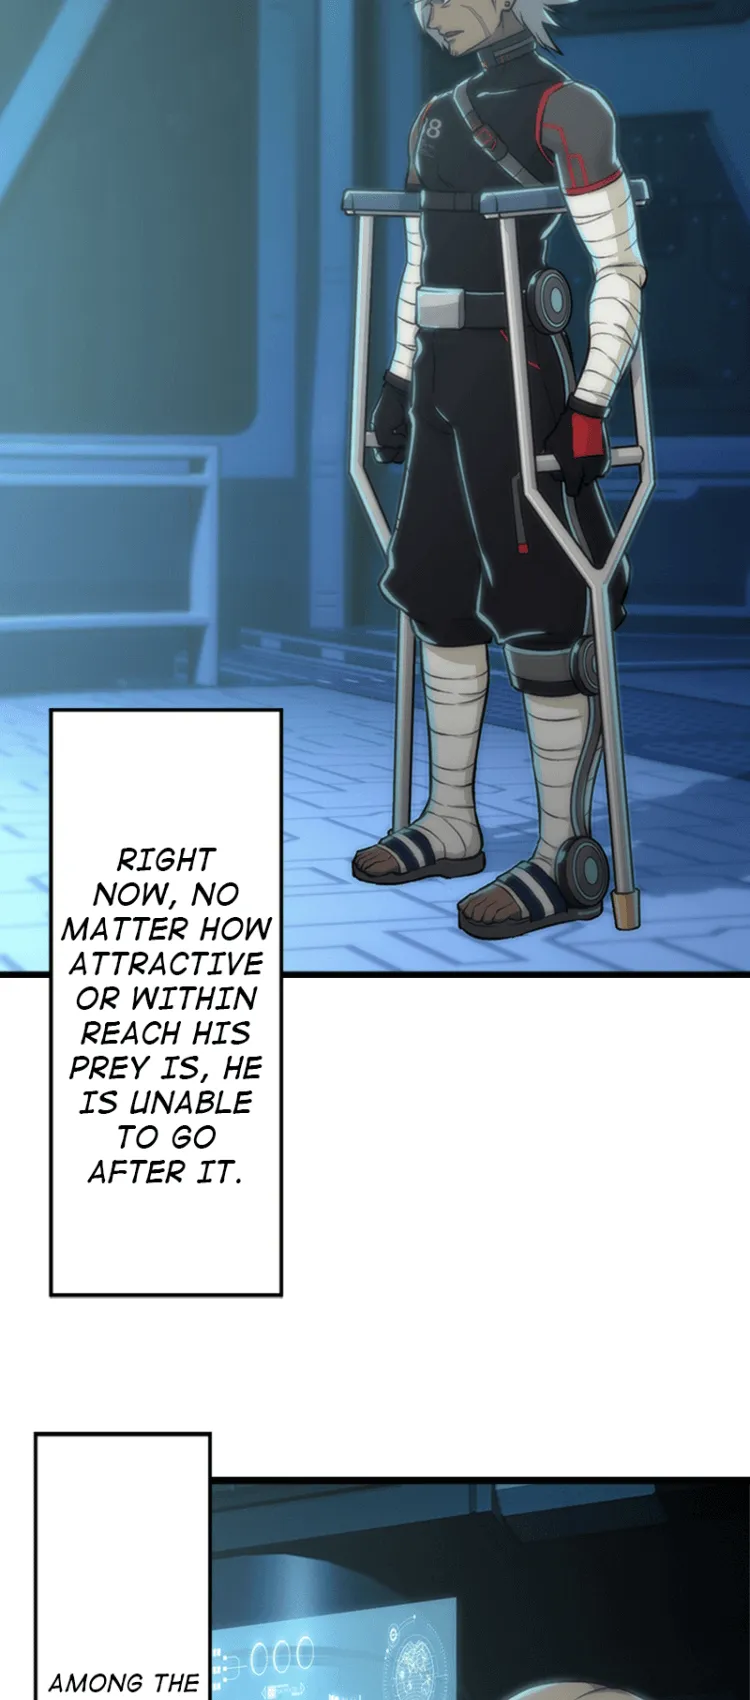 8
RIGHT
NOW, NO
MATTER HOW
ATTRACTIVE
OR WITHIN
REACH HIS
PREY IS, HE
IS UNABLE
TO GO
AFTER IT.
AMONG THE